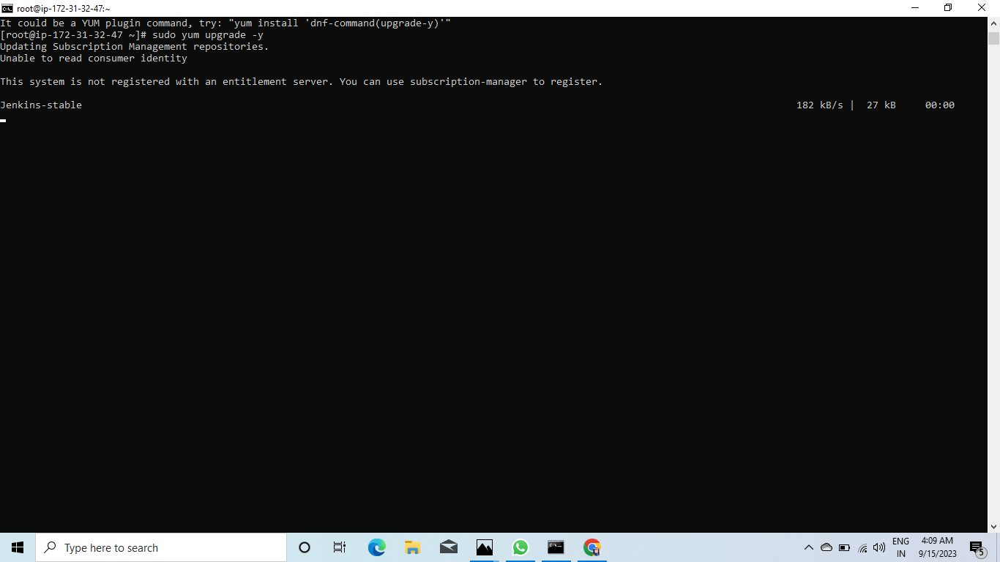 root@ip-172-31-32-47:~
It could be a YUM plugin command, try: "yum install 'dnf-command(upgrade-y)'"
[root@ip-172-31-32-47 ~]# sudo yum upgrade -y
Updating Subscription Management repositories.
Unable to read consumer identity
This system is not registered with an entitlement server. You can use subscription-manager to register.
Jenkins-stable 182 kB/s | 27 kB 00:00
Type here to search
ENG
IN
4:09 AM
9/15/2023
5